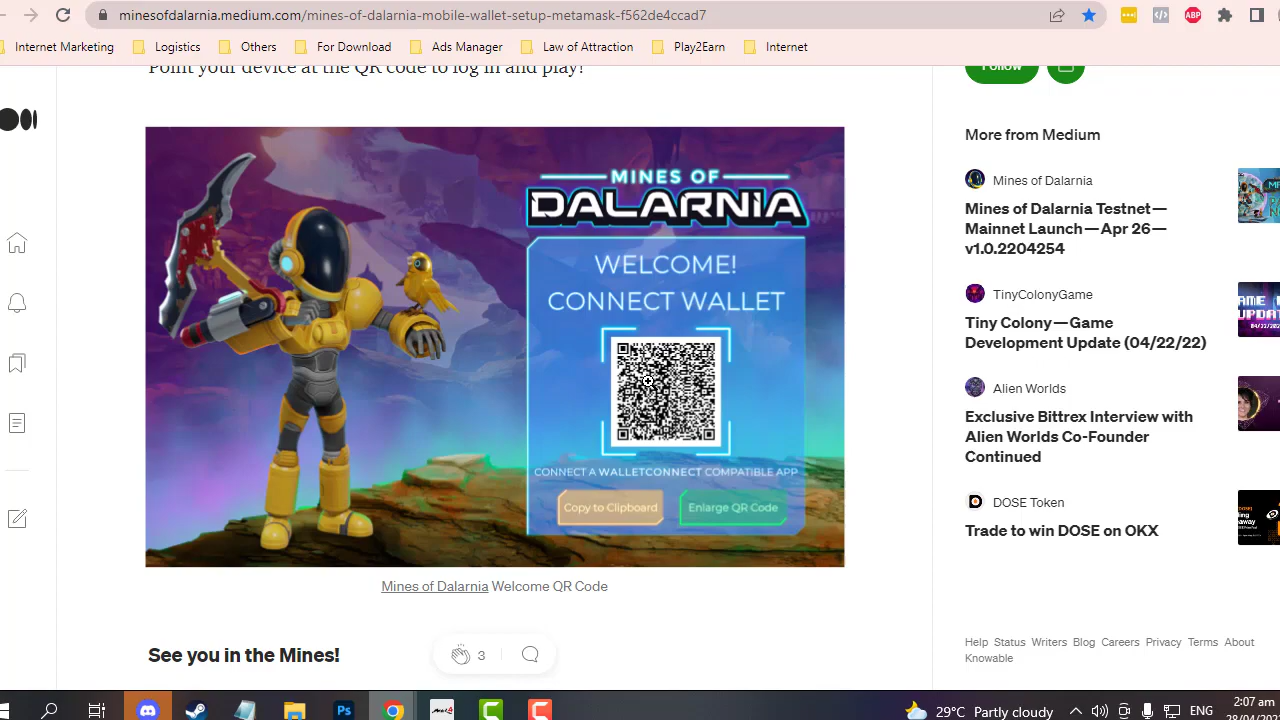 minesofdalarnia.medium.com/mines-of-dalarnia-mobile-wallet-setup-metamask-f562de4ccad7
ABP
Internet Marketing
Logistics
Others
For Download
Ads Manager
Law of Attraction
Play2Earn
Internet
Point your device at the QR code to log in and play!
Follow
MINES OF
DALARNIA
WELCOME!
CONNECT WALLET
CONNECT A WALLETCONNECT COMPATIBLE APP
Copy to Clipboard
Enlarge QR Code
Mines of Dalarnia Welcome QR Code
See you in the Mines!
3
More from Medium
Mines of Dalarnia
Mines of Dalarnia Testnet—
Mainnet Launch—Apr 26—
v1.0.2204254
TinyColonyGame
Tiny Colony—Game
Development Update (04/22/22)
Alien Worlds
Exclusive Bittrex Interview with
Alien Worlds Co-Founder
Continued
DOSE Token
Trade to win DOSE on OKX
Help Status Writers Blog Careers Privacy Terms About
Knowable
Ps
29°C Partly cloudy
ENG
2:07 am